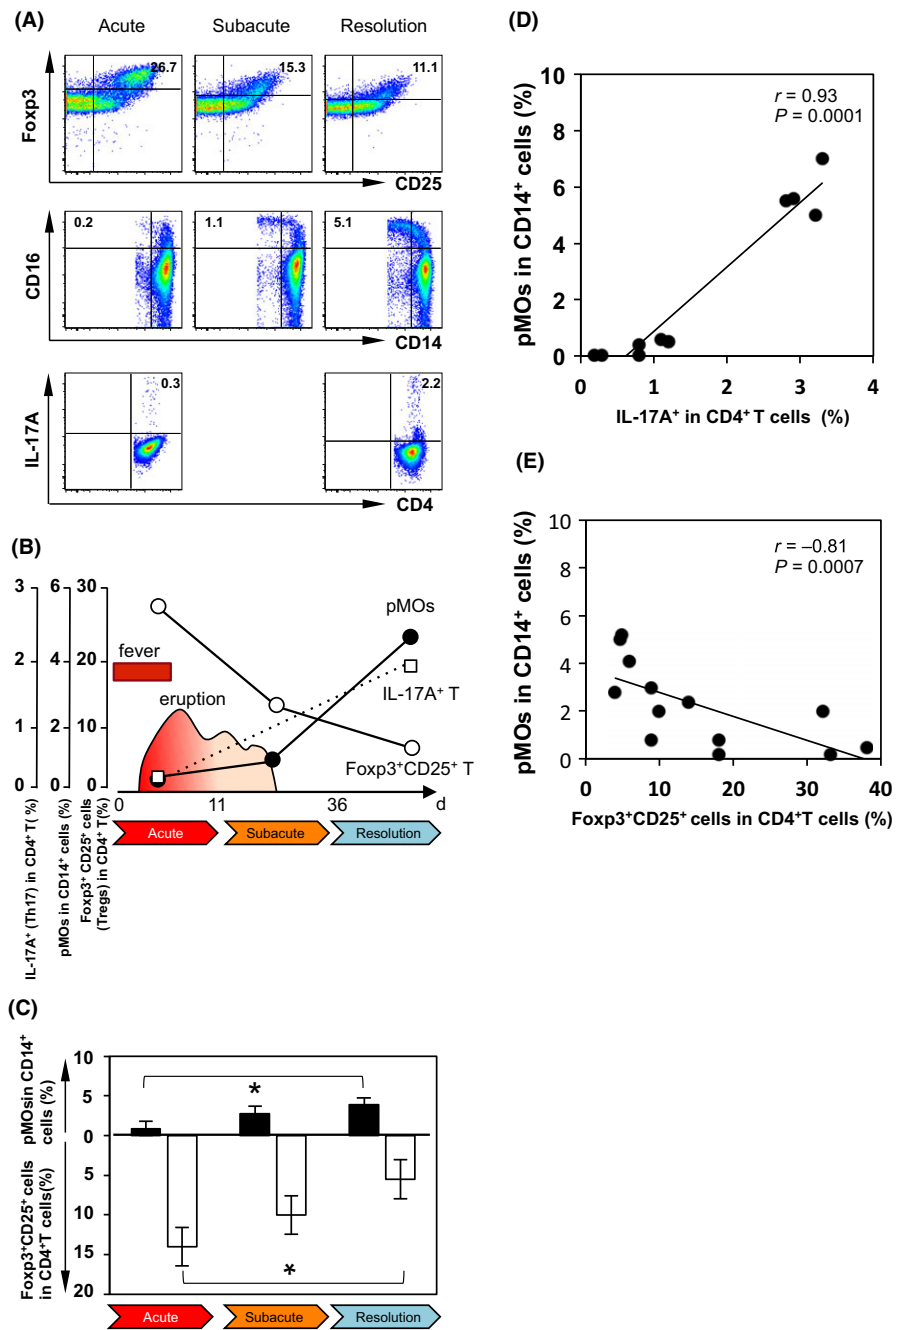 (A)
Acute Subacute Resolution
Foxp3
26.7 15.3 11.1
CD25
CD16
0.2 1.1 5.1
CD14
IL-17A
0.3 2.2
CD4
(B)
3 6 30
2 4 20
1 2 10
0 0 0
IL-17A⁺ (Th17) in CD4⁺ T( %)
pMOs in CD14⁺ cells (%)
Foxp3⁺ CD25⁺ cells
(Tregs) in CD4⁺ T(%)
fever
eruption
pMOs
IL-17A⁺ T
Foxp3⁺CD25⁺ T
0 11 36 d
Acute Subacute Resolution
(C)
pMOsin CD14⁺
cells (%)
Foxp3⁺CD25⁺ cells
in CD4⁺T cells(%)
10
5
0
5
10
15
20
*
*
Acute Subacute Resolution
(D)
pMOs in CD14⁺ cells (%)
10
8
6
4
2
0
r = 0.93
P = 0.0001
0 1 2 3 4
IL-17A⁺ in CD4⁺ T cells (%)
(E)
pMOs in CD14⁺ cells (%)
10
8
6
4
2
0
r = –0.81
P = 0.0007
0 10 20 30 40
Foxp3⁺CD25⁺ cells in CD4⁺T cells (%)